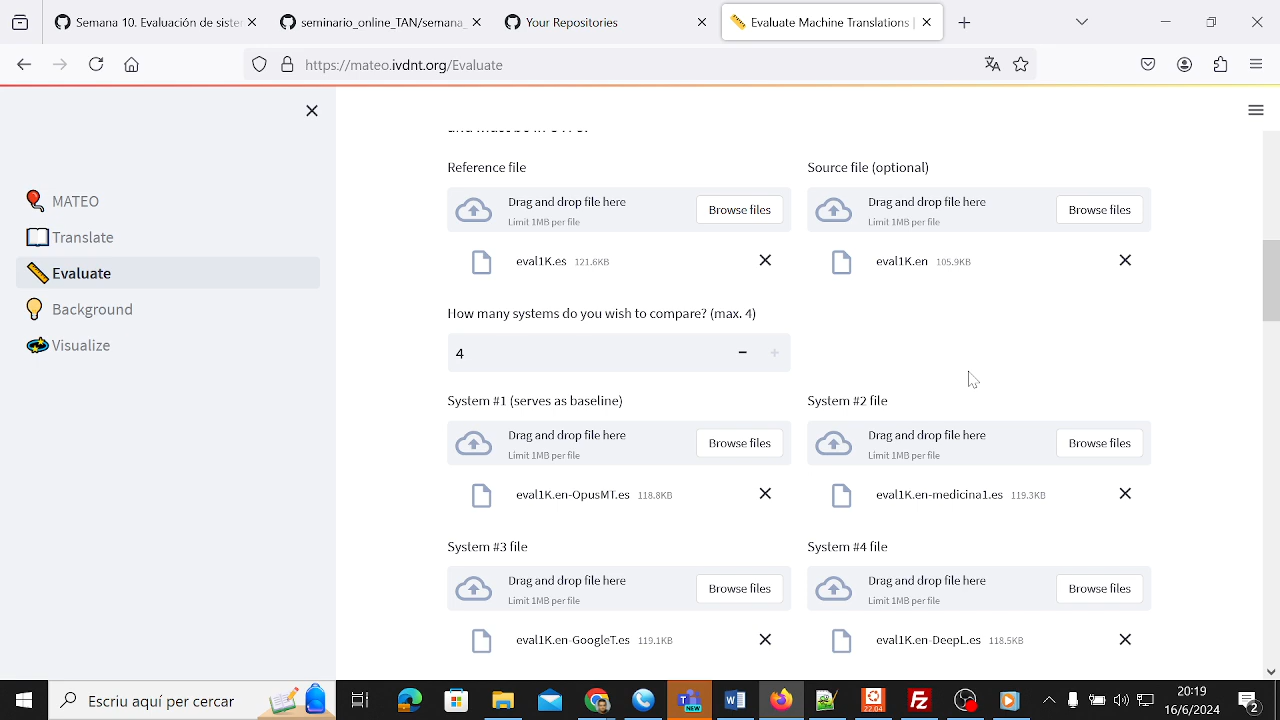 Semana 10. Evaluación de siste
seminario_online_TAN/semana_
Your Repositories
Evaluate Machine Translations |
https://mateo.ivdnt.org/Evaluate
MATEO
Translate
Evaluate
Background
Visualize
Reference file
Source file (optional)
Drag and drop file here
Limit 1MB per file
Browse files
Drag and drop file here
Limit 1MB per file
Browse files
eval1K.es 121.6KB
eval1K.en 105.9KB
How many systems do you wish to compare? (max. 4)
4
System #1 (serves as baseline)
System #2 file
Drag and drop file here
Limit 1MB per file
Browse files
Drag and drop file here
Limit 1MB per file
Browse files
eval1K.en-OpusMT.es 118.8KB
eval1K.en-medicina1.es 119.3KB
System #3 file
System #4 file
Drag and drop file here
Limit 1MB per file
Browse files
Drag and drop file here
Limit 1MB per file
Browse files
eval1K.en-GoogleT.es 119.1KB
eval1K.en-DeepL.es 118.5KB
Escriu aquí per cercar
NEW
22.04
20:19
16/6/2024
2